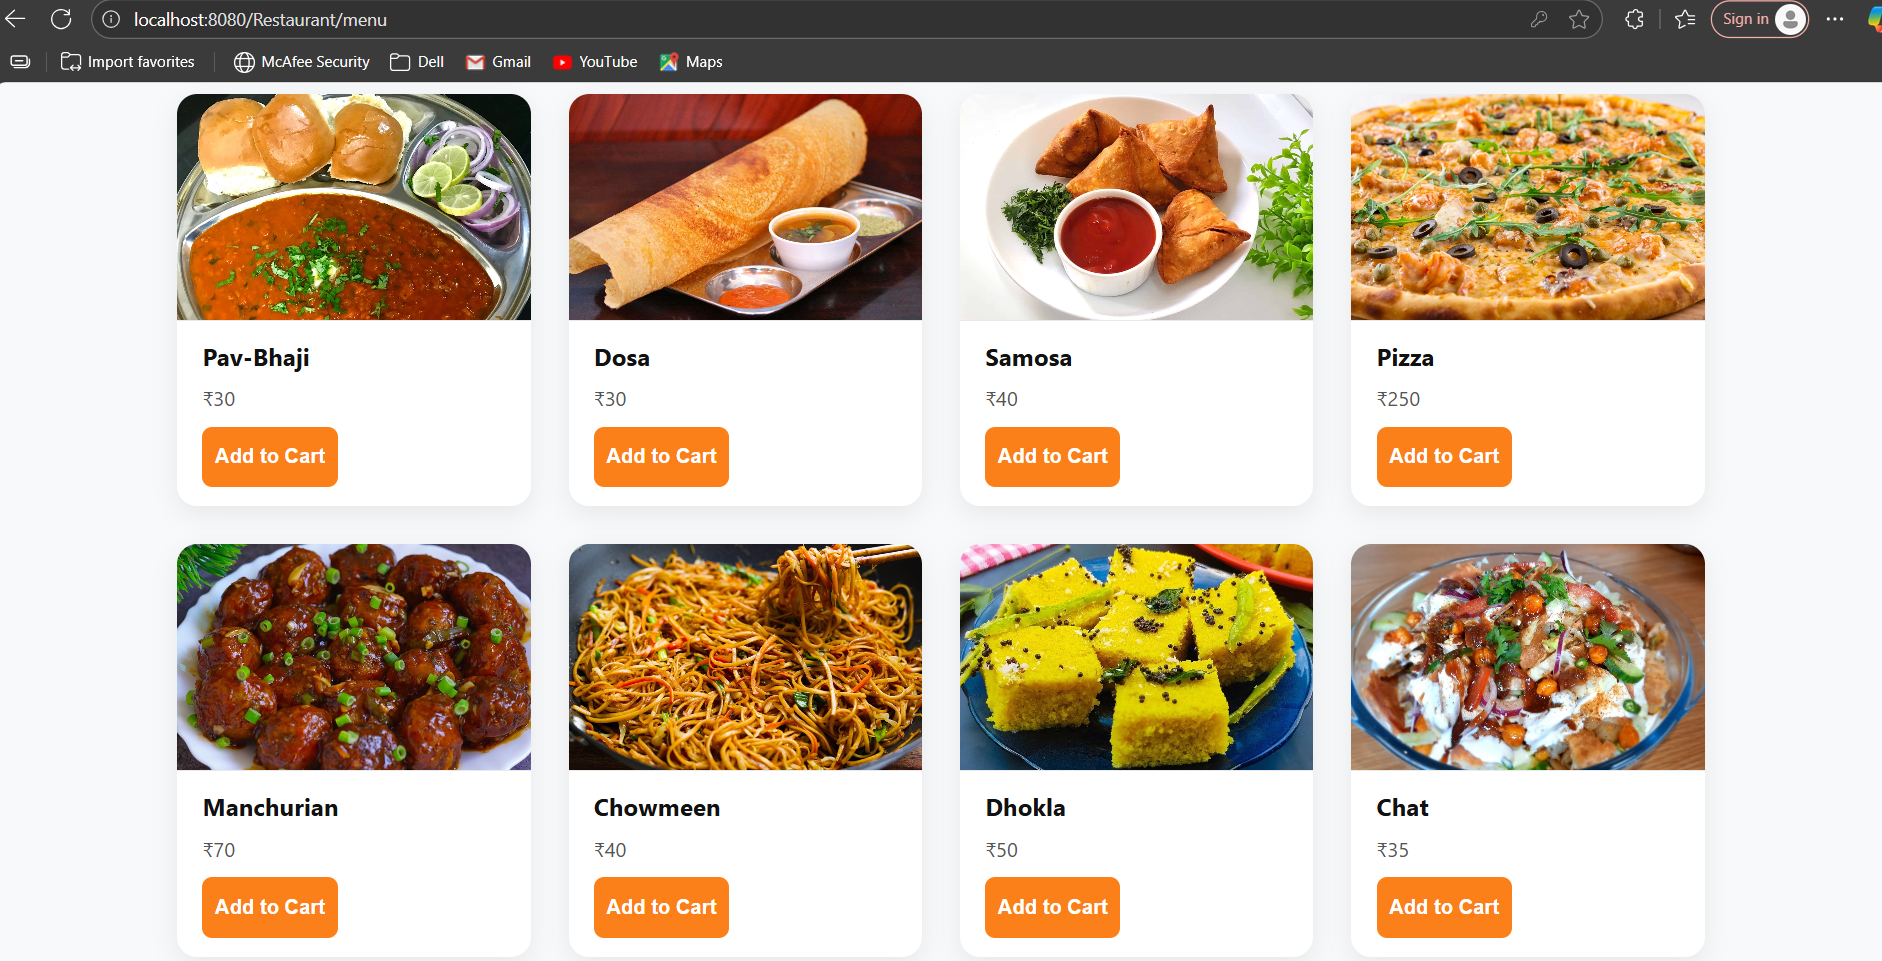 localhost:8080/Restaurant/menu
Sign in
Import favorites
McAfee Security
Dell
Gmail
YouTube
Maps
Pav-Bhaji
₹30
Add to Cart
Dosa
₹30
Add to Cart
Samosa
₹40
Add to Cart
Pizza
₹250
Add to Cart
Manchurian
₹70
Add to Cart
Chowmeen
₹40
Add to Cart
Dhokla
₹50
Add to Cart
Chat
₹35
Add to Cart